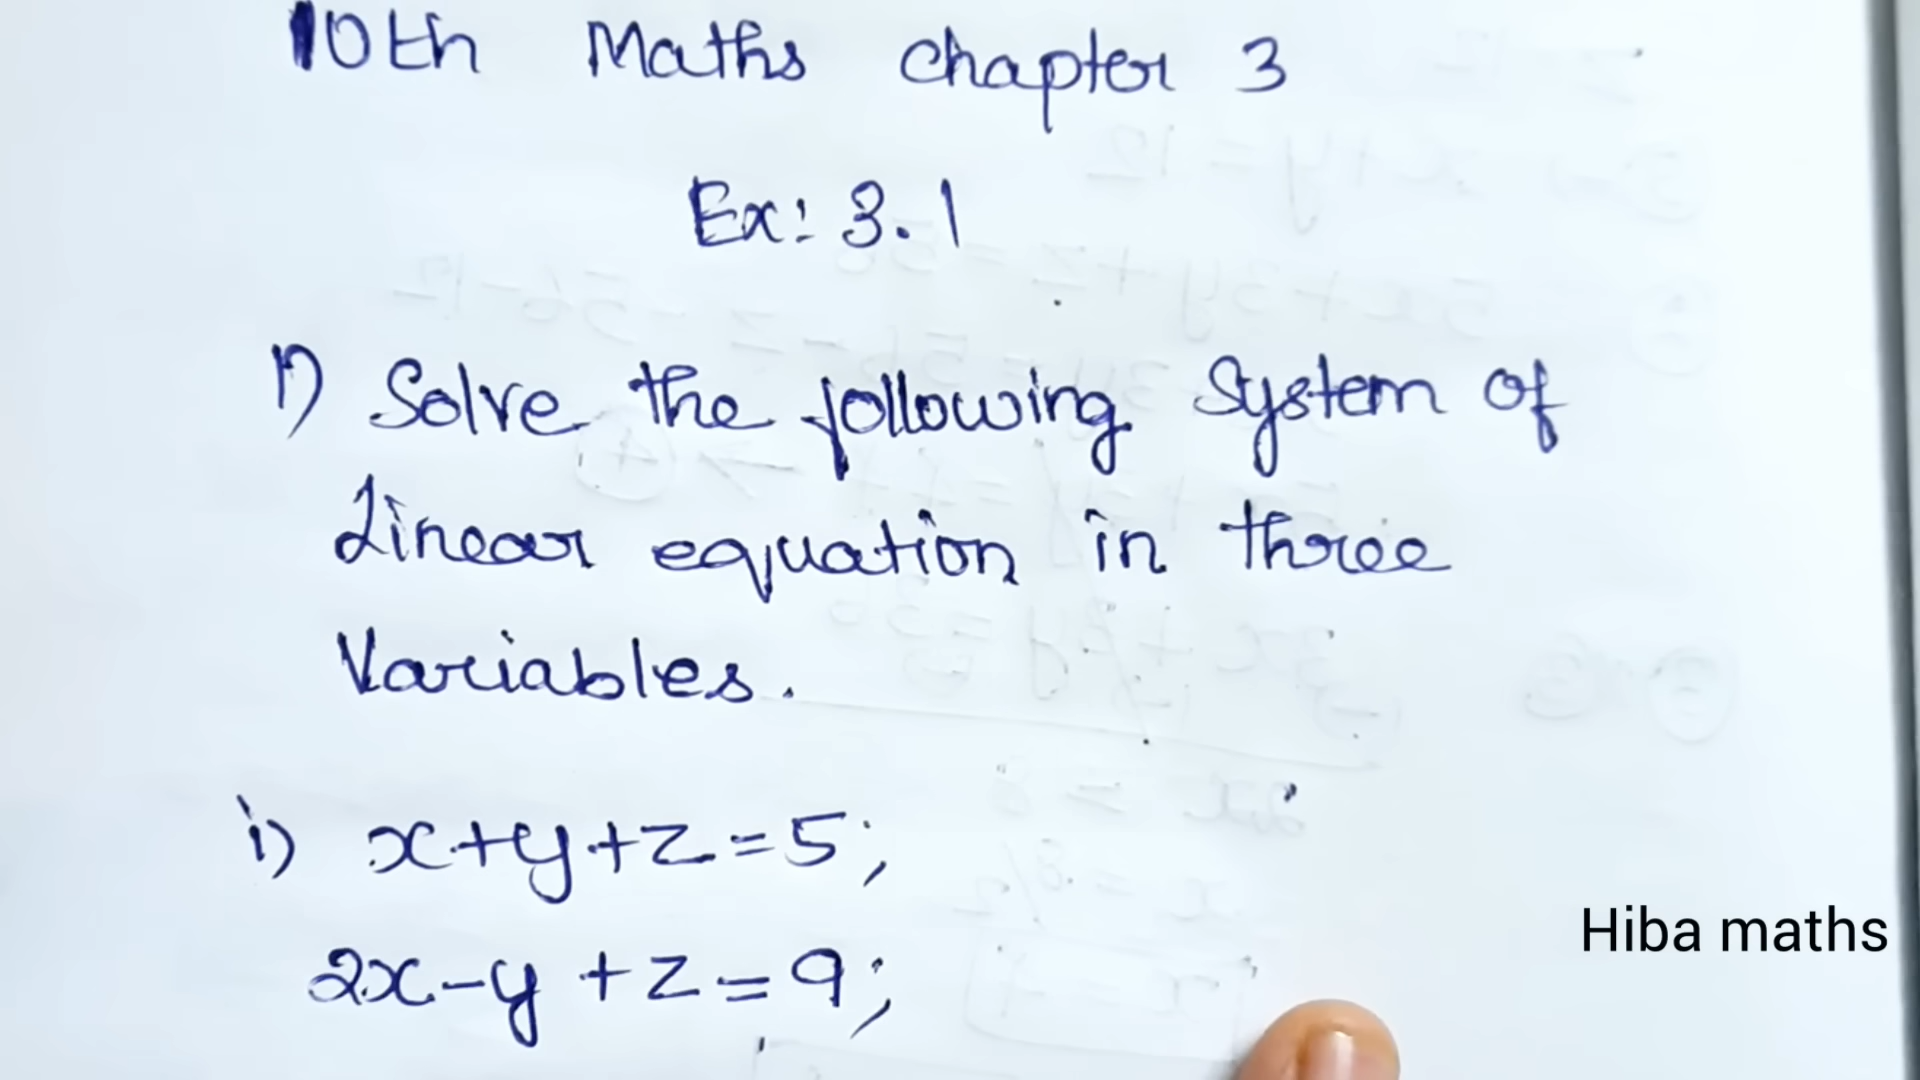 10th Maths chapter 3
Ex: 3.1
1) Solve the following System of
Linear equation in three
Variables.
i) x+y+z=5;
2x-y+z=9;
Hiba maths